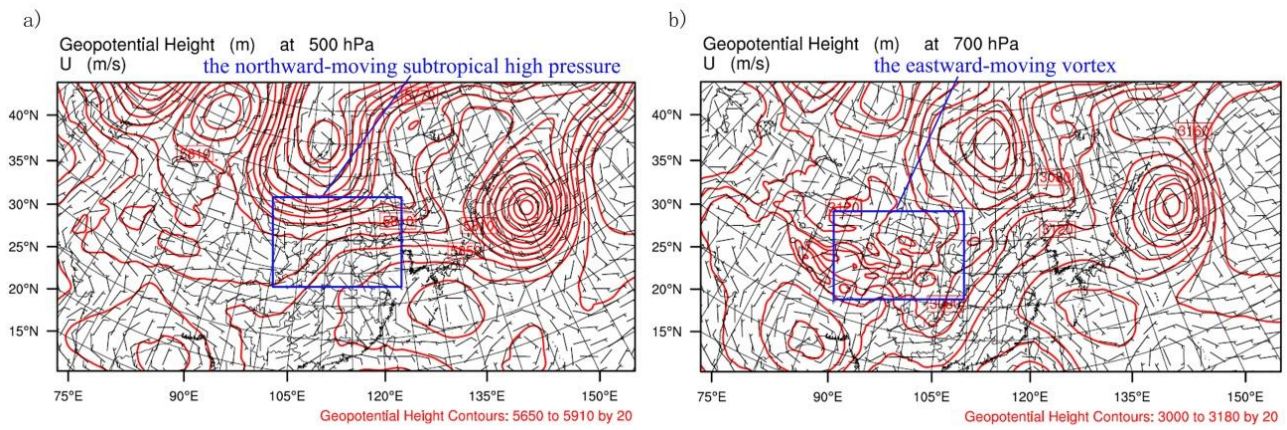 a)
Geopotential Height (m) at 500 hPa
U (m/s)
the northward-moving subtropical high pressure
40°N
35°N
30°N
25°N
20°N
15°N
75°E
90°E
105°E
120°E
135°E
150°E
Geopotential Height Contours: 5650 to 5910 by 20
b)
Geopotential Height (m) at 700 hPa
U (m/s)
the eastward-moving vortex
3160
40°N
35°N
30°N
25°N
20°N
15°N
75°E
90°E
105°E
120°E
135°E
150°E
Geopotential Height Contours: 3000 to 3180 by 20